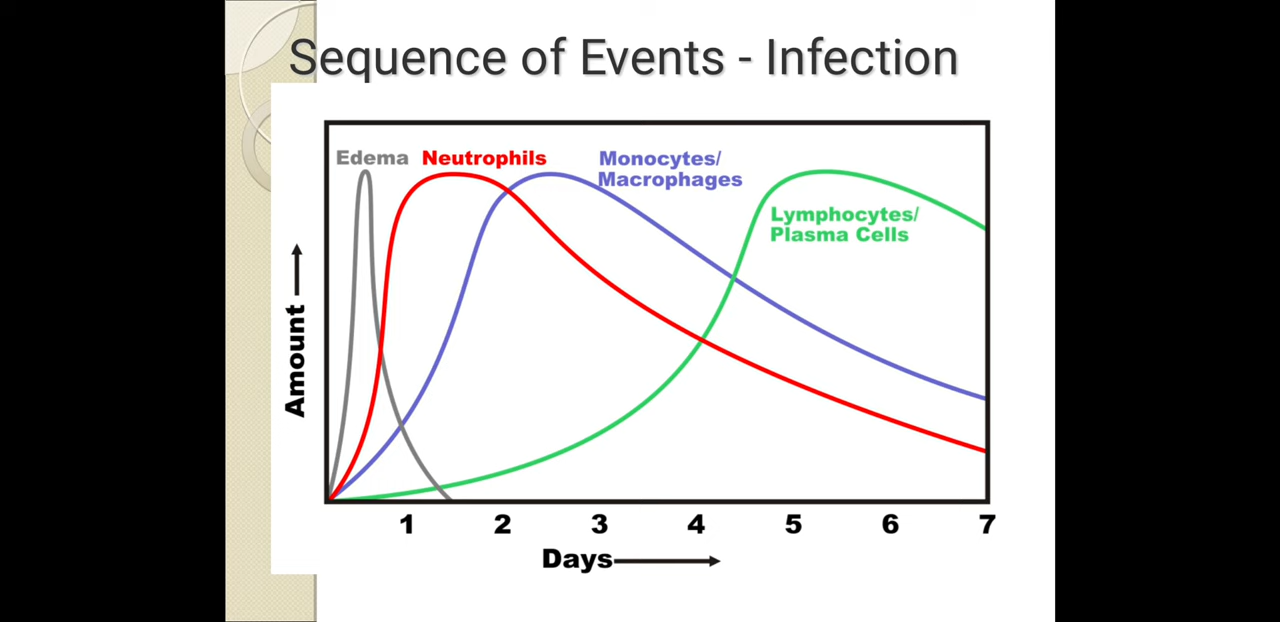 Sequence of Events - Infection
Edema
Neutrophils
Monocytes/
Macrophages
Lymphocytes/
Plasma Cells
Amount
1 2 3 4 5 6 7
Days